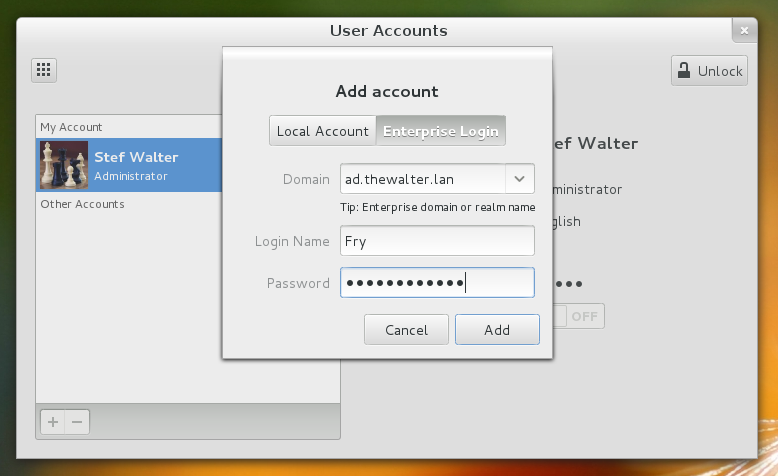 User Accounts
Unlock
My Account
Stef Walter
Administrator
Other Accounts
Add account
Local Account
Enterprise Login
Domain
ad.thewalter.lan
Tip: Enterprise domain or realm name
Login Name
Fry
Password
Cancel
Add
ef Walter
ministrator
glish
OFF